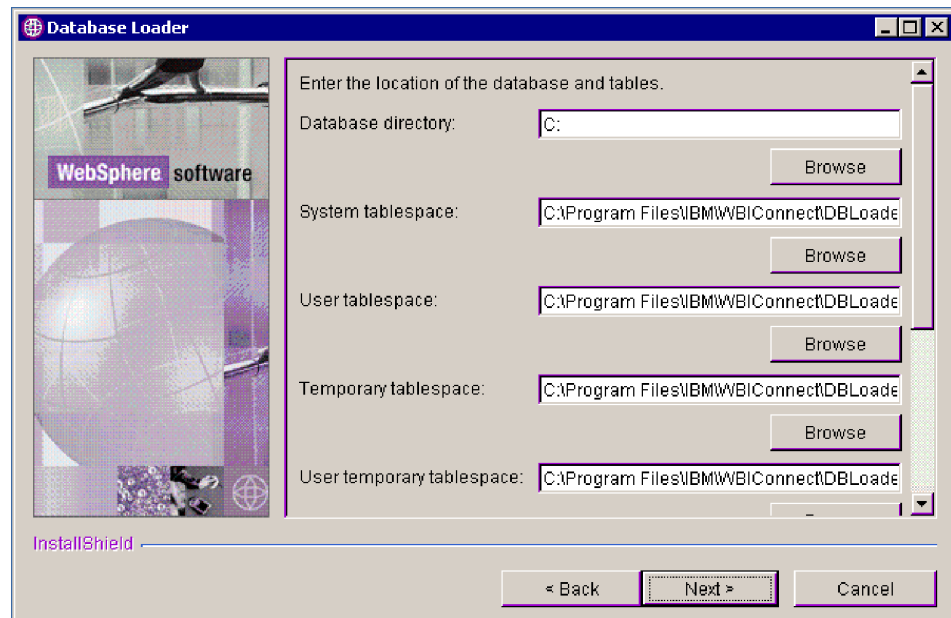 Database Loader
WebSphere software
Enter the location of the database and tables.
Database directory: C:
Browse
System tablespace: C:\Program Files\IBM\WBIConnect\DBLoade
Browse
User tablespace: C:\Program Files\IBM\WBIConnect\DBLoade
Browse
Temporary tablespace: C:\Program Files\IBM\WBIConnect\DBLoade
Browse
User temporary tablespace: C:\Program Files\IBM\WBIConnect\DBLoade
InstallShield
< Back Next > Cancel